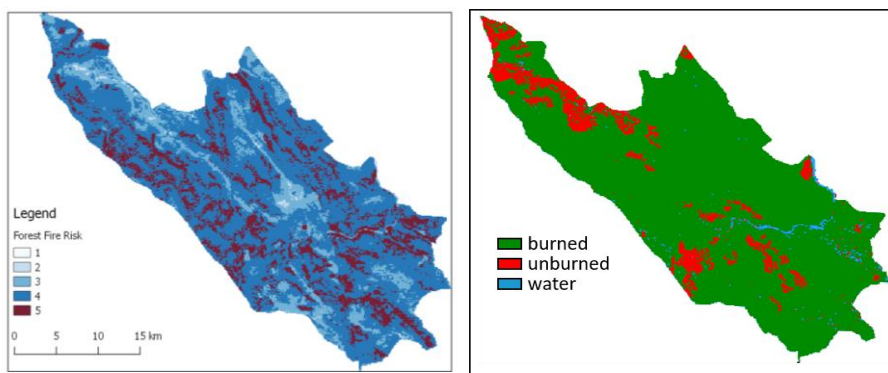 Legend
Forest Fire Risk
1
2
3
4
5
0 5 10 15 km
burned
unburned
water